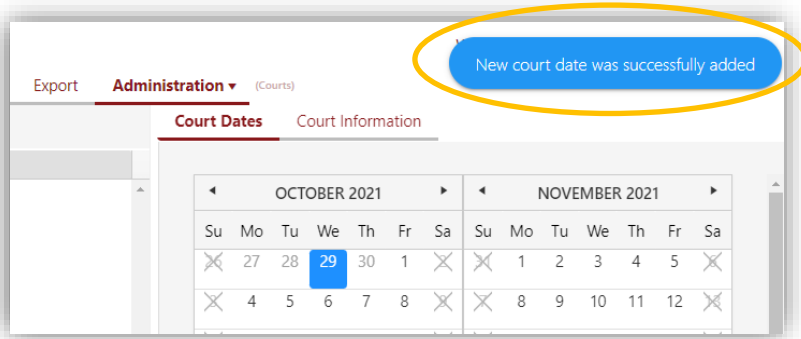 New court date was successfully added
Export Administration ▾ (Courts)
Court Dates Court Information
◄ OCTOBER 2021 ► ◄ NOVEMBER 2021 ►
Su Mo Tu We Th Fr Sa Su Mo Tu We Th Fr Sa
26 27 28 29 30 1 2 31 1 2 3 4 5 6
3 4 5 6 7 8 9 7 8 9 10 11 12 13